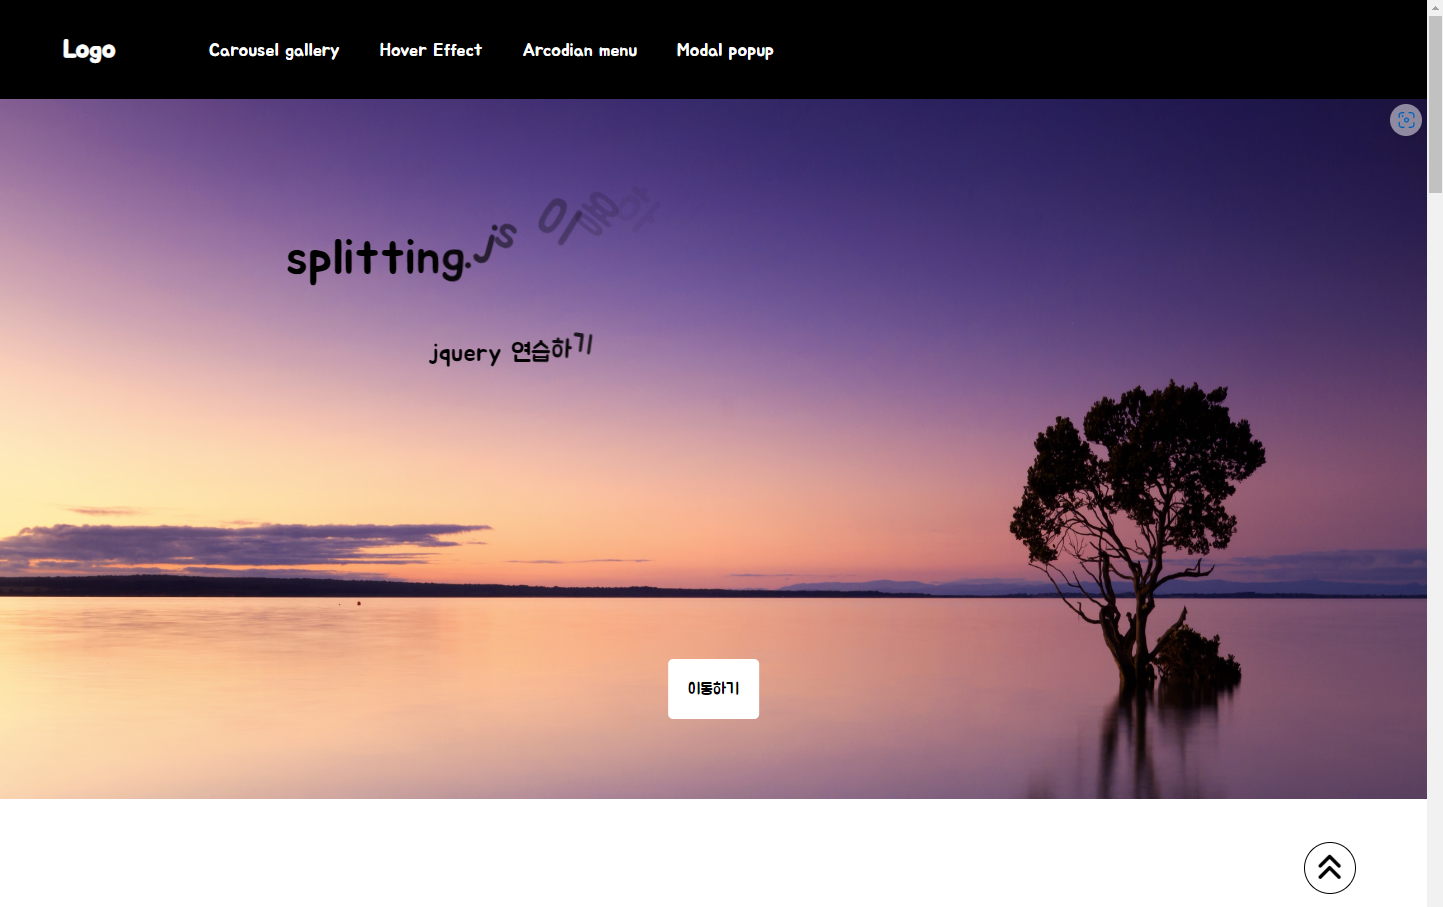 Logo
Carousel gallery Hover Effect Arcodian menu Modal popup
splitting.js 이용하
jquery 연습하기
이동하기